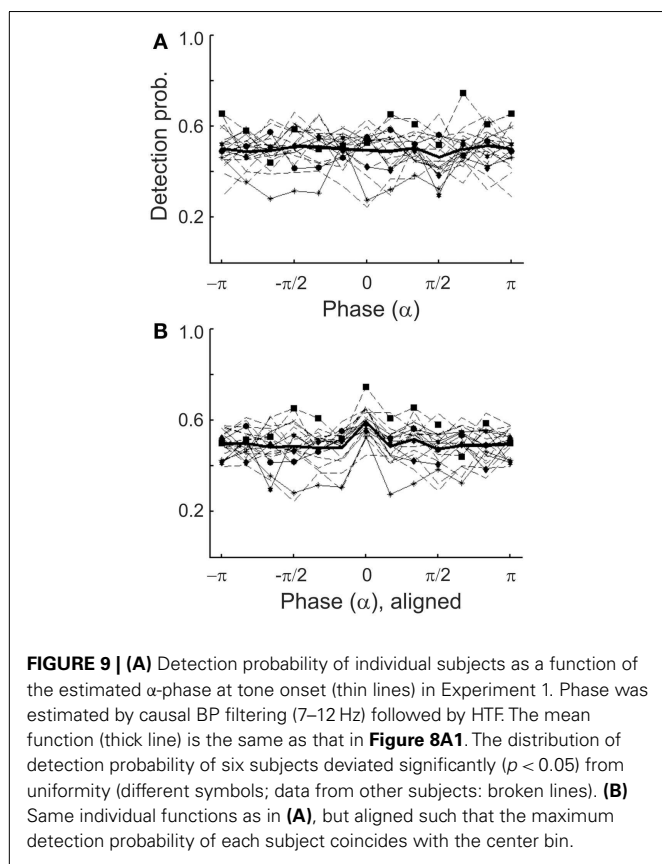 A
1.0
0.6
0.2
Detection prob.
−π
-π/2
0
π/2
π
Phase (α)
B
1.0
0.6
0.2
−π
-π/2
0
π/2
π
Phase (α), aligned
FIGURE 9 | (A) Detection probability of individual subjects as a function of
the estimated α-phase at tone onset (thin lines) in Experiment 1. Phase was
estimated by causal BP filtering (7–12 Hz) followed by HTF. The mean
function (thick line) is the same as that in Figure 8A1. The distribution of
detection probability of six subjects deviated significantly (p < 0.05) from
uniformity (different symbols; data from other subjects: broken lines). (B)
Same individual functions as in (A), but aligned such that the maximum
detection probability of each subject coincides with the center bin.